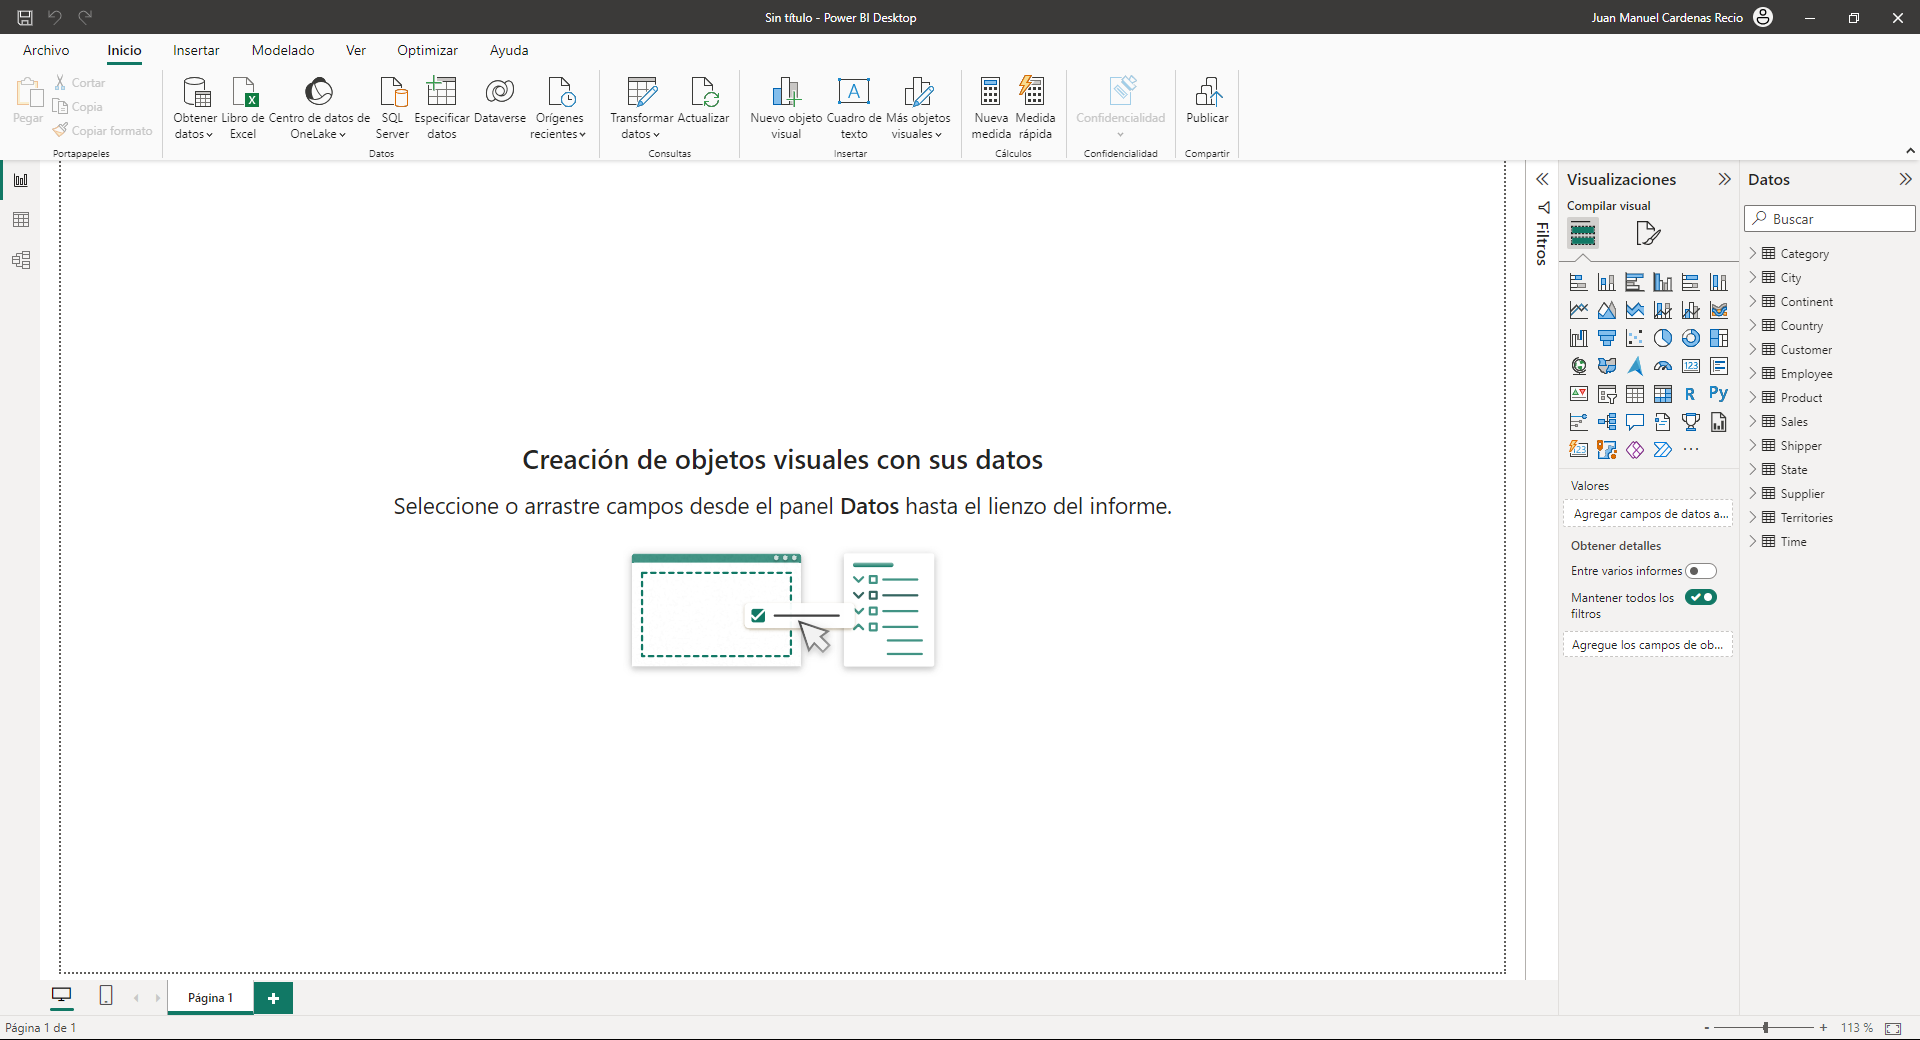 Sin título - Power BI Desktop
Juan Manuel Cardenas Recio
Archivo
Inicio
Insertar
Modelado
Ver
Optimizar
Ayuda
Pegar
Cortar
Copia
Copiar formato
Portapapeles
Obtener
datos
Libro de
Excel
Centro de datos de
OneLake
SQL
Server
Especificar
datos
Dataverse
Orígenes
recientes
Datos
Transformar
datos
Actualizar
Consultas
Nuevo objeto
visual
A
Cuadro de
texto
Más objetos
visuales
Insertar
Nueva
medida
Medida
rápida
Cálculos
Confidencialidad
Confidencialidad
Publicar
Compartir
Creación de objetos visuales con sus datos
Seleccione o arrastre campos desde el panel Datos hasta el lienzo del informe.
Filtros
Visualizaciones
Compilar visual
123
R
Py
123
Valores
Agregar campos de datos a...
Obtener detalles
Entre varios informes
Mantener todos los
filtros
Agregue los campos de ob...
Datos
Buscar
Category
City
Continent
Country
Customer
Employee
Product
Sales
Shipper
State
Supplier
Territories
Time
Página 1
+
Página 1 de 1
- + 113 %